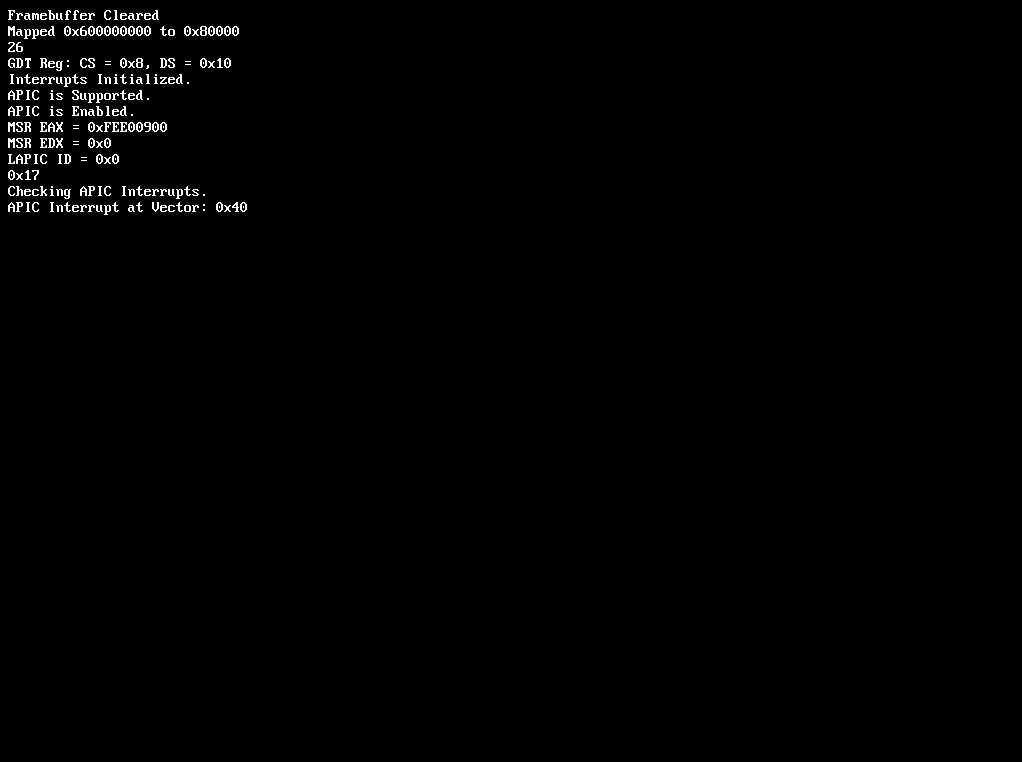 Framebuffer Cleared
Mapped 0x600000000 to 0x80000
26
GDT Reg: CS = 0x8, DS = 0x10
Interrupts Initialized.
APIC is Supported.
APIC is Enabled.
MSR EAX = 0xFEE00900
MSR EDX = 0x0
LAPIC ID = 0x0
0x17
Checking APIC Interrupts.
APIC Interrupt at Vector: 0x40